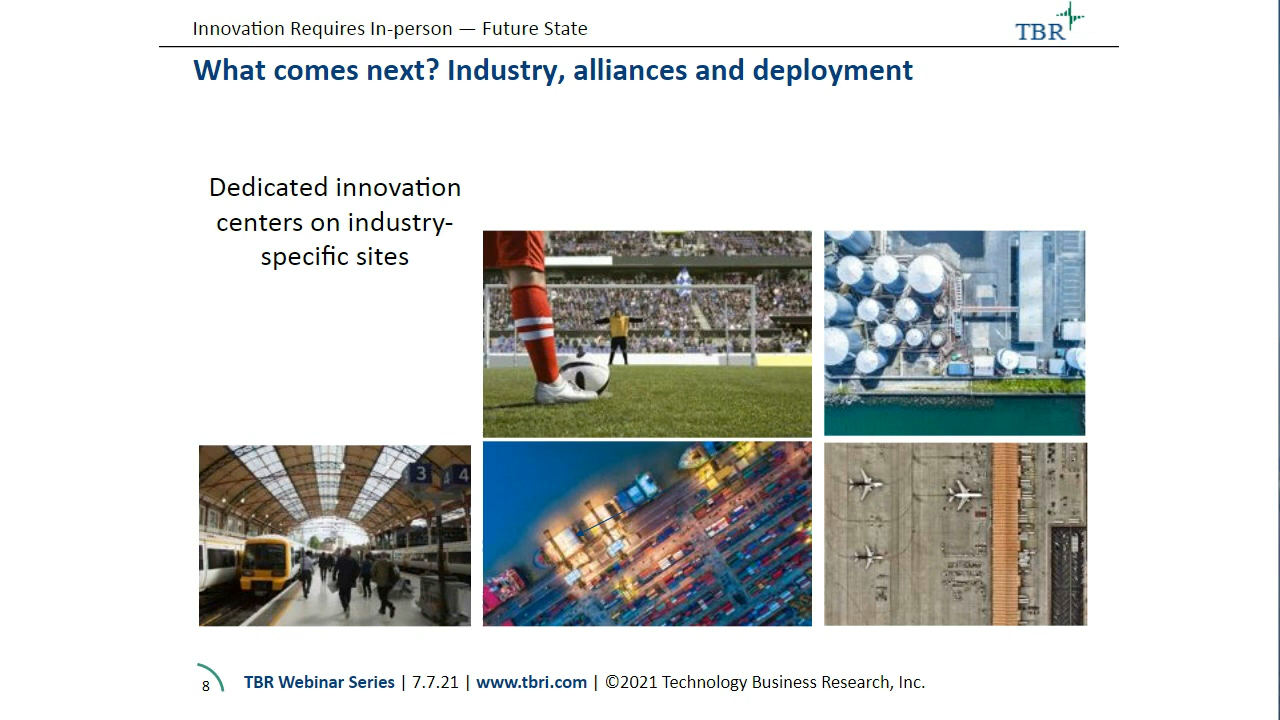 Innovation Requires In-person — Future State
TBR
What comes next? Industry, alliances and deployment
Dedicated innovation
centers on industry-
specific sites
3
4
8
TBR Webinar Series | 7.7.21 | www.tbri.com | ©2021 Technology Business Research, Inc.